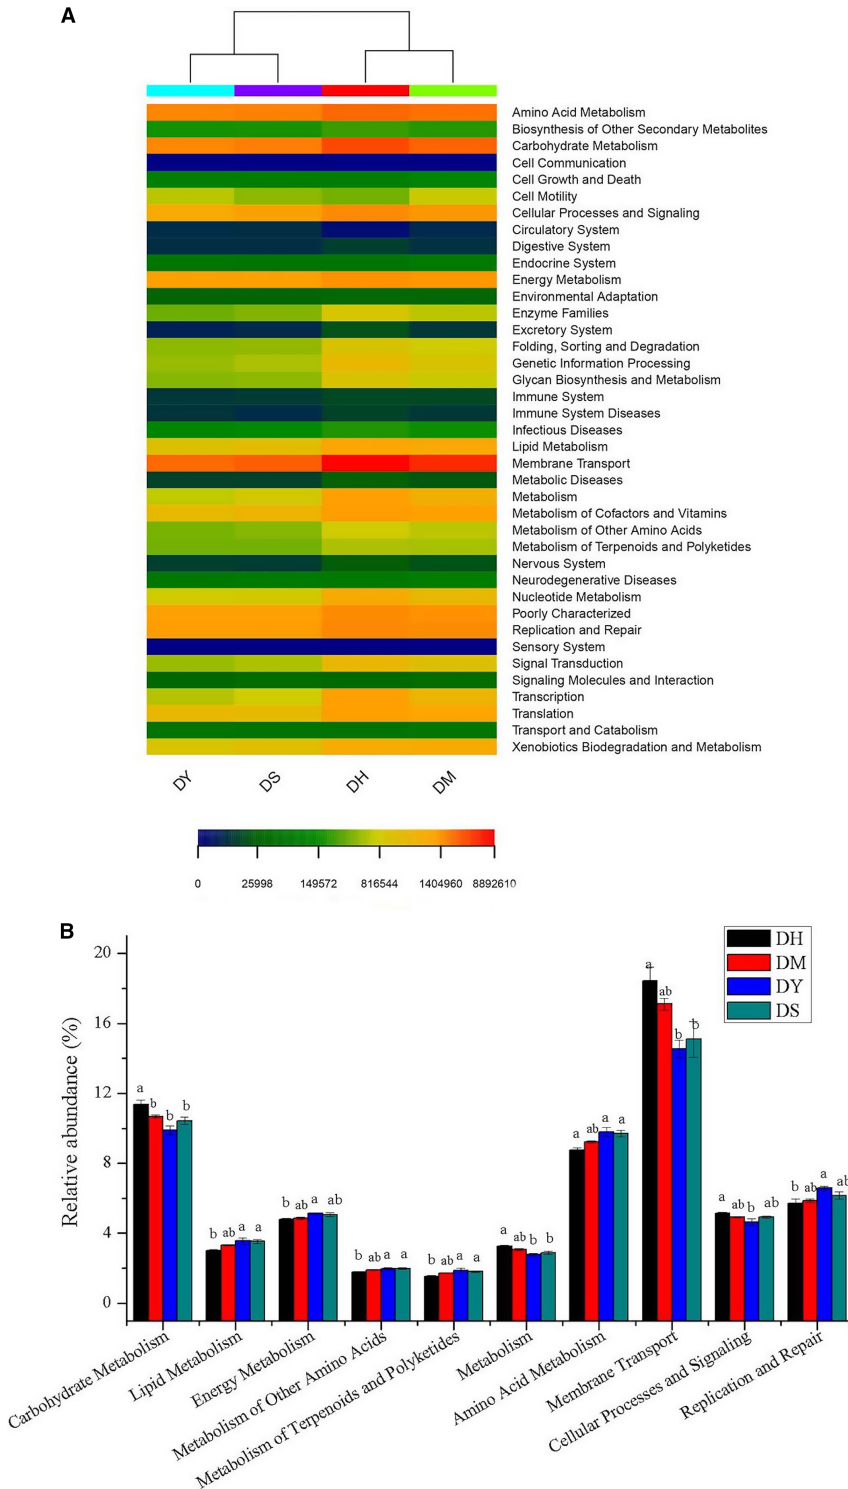 A
Amino Acid Metabolism
Biosynthesis of Other Secondary Metabolites
Carbohydrate Metabolism
Cell Communication
Cell Growth and Death
Cell Motility
Cellular Processes and Signaling
Circulatory System
Digestive System
Endocrine System
Energy Metabolism
Environmental Adaptation
Enzyme Families
Excretory System
Folding, Sorting and Degradation
Genetic Information Processing
Glycan Biosynthesis and Metabolism
Immune System
Immune System Diseases
Infectious Diseases
Lipid Metabolism
Membrane Transport
Metabolic Diseases
Metabolism
Metabolism of Cofactors and Vitamins
Metabolism of Other Amino Acids
Metabolism of Terpenoids and Polyketides
Nervous System
Neurodegenerative Diseases
Nucleotide Metabolism
Poorly Characterized
Replication and Repair
Sensory System
Signal Transduction
Signaling Molecules and Interaction
Transcription
Translation
Transport and Catabolism
Xenobiotics Biodegradation and Metabolism
DY DS DH DM
0 25998 149572 816544 1404960 8892610
B
DH
DM
DY
DS
Relative abundance (%)
20
16
12
8
4
0
a b b b
b ab a a
b ab a ab
b ab a a
b ab a a
a ab b b
a ab a a
a ab b b
a ab b ab
b ab a ab
Carbohydrate Metabolism
Lipid Metabolism
Energy Metabolism
Metabolism of Other Amino Acids
Metabolism of Terpenoids and Polyketides
Metabolism
Amino Acid Metabolism
Membrane Transport
Cellular Processes and Signaling
Replication and Repair